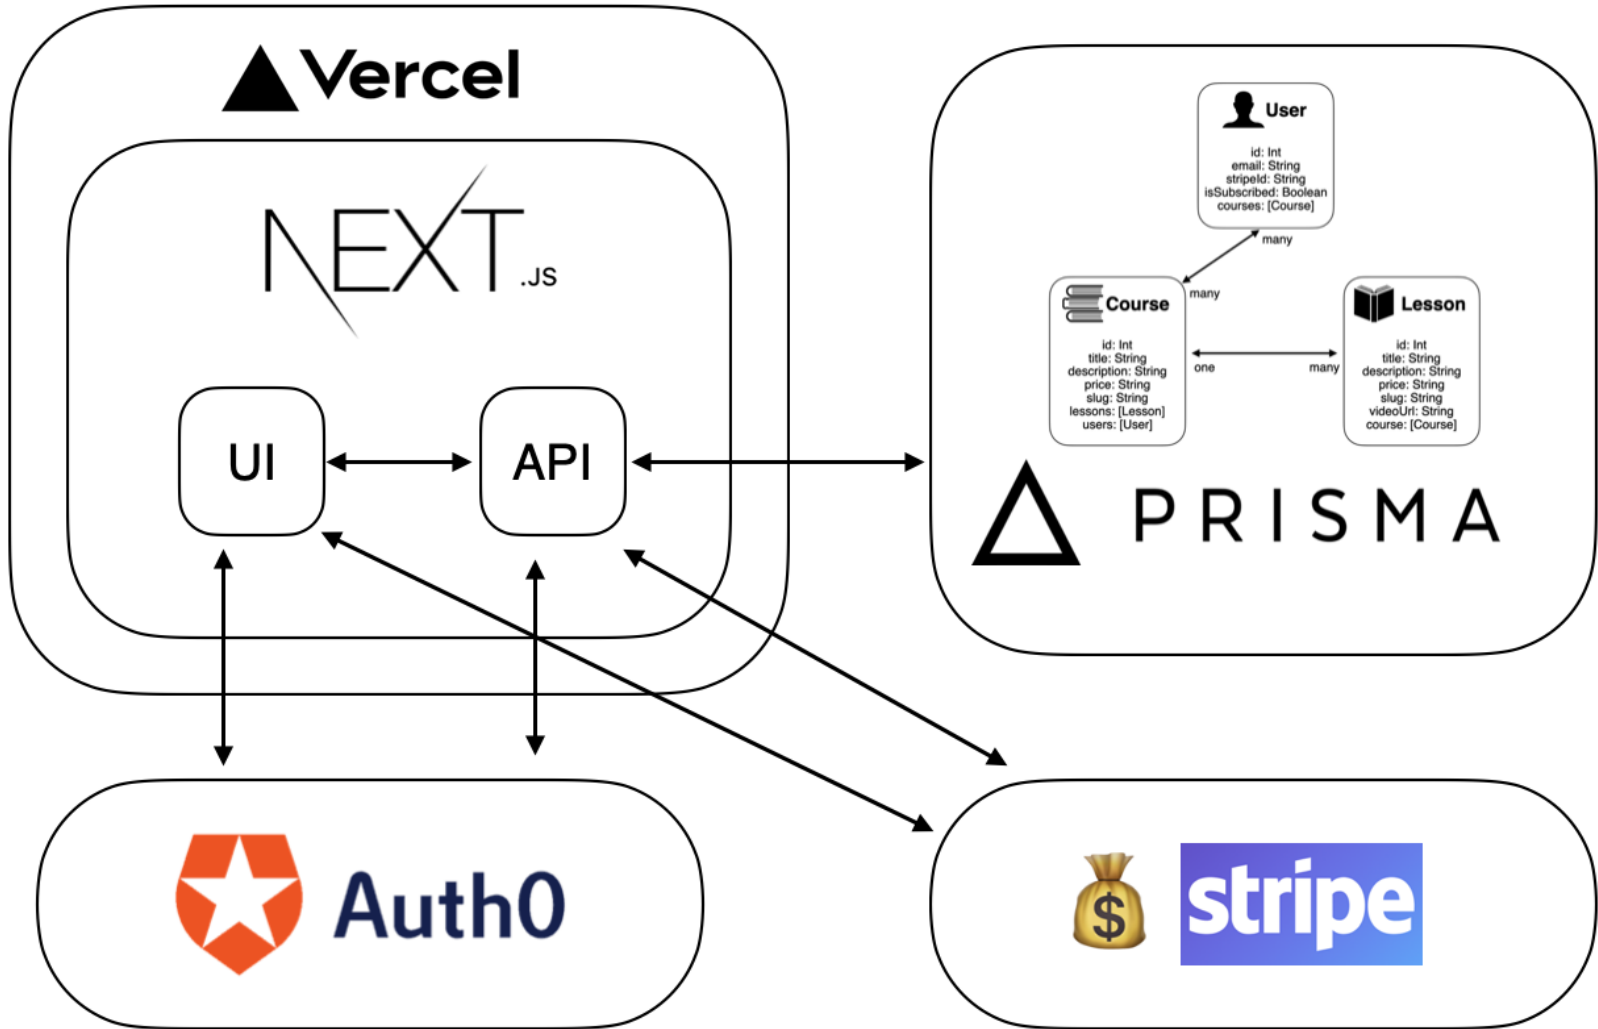 Vercel
NEXT.JS
UI
API
User
id: Int
email: String
stripeId: String
isSubscribed: Boolean
courses: [Course]
many
many
Course
id: Int
title: String
description: String
price: String
slug: String
lessons: [Lesson]
users: [User]
one
many
Lesson
id: Int
title: String
description: String
price: String
slug: String
videoUrl: String
course: [Course]
PRISMA
Auth0
$
stripe